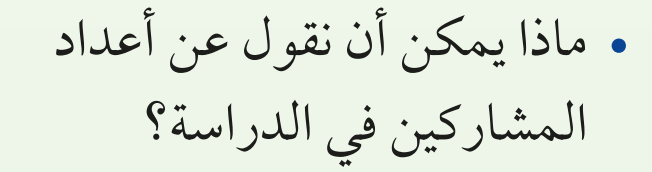 • ماذا يمكن أن نقول عن أعداد
المشاركين في الدراسة؟